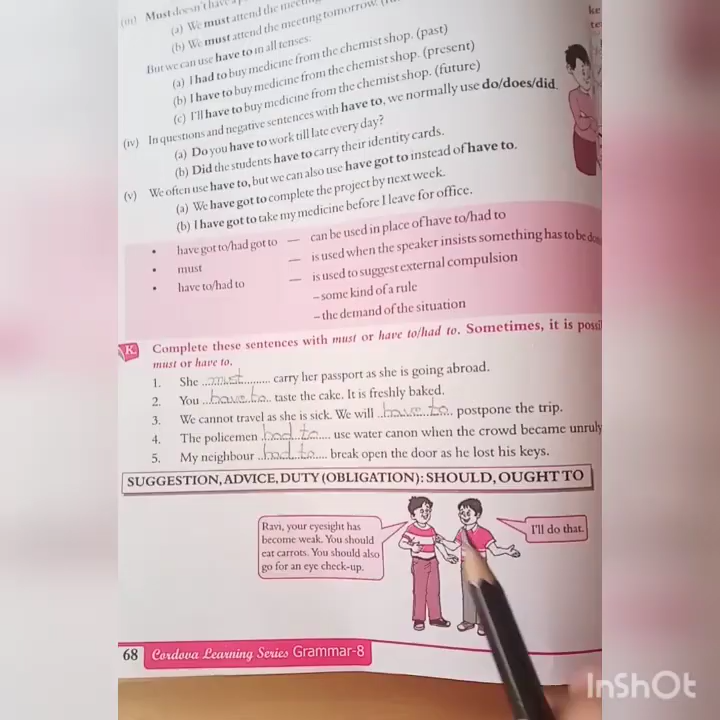 (iii) Must doesn't have a
(a) We must attend the meeting
(b) We must attend the meeting tomorrow.
But we can use have to in all tenses:
(a) I had to buy medicine from the chemist shop. (past)
(b) I have to buy medicine from the chemist shop. (present)
(c) I'll have to buy medicine from the chemist shop. (future)
(iv) In questions and negative sentences with have to, we normally use do/does/did.
(a) Do you have to work till late every day?
(b) Did the students have to carry their identity cards.
(v) We often use have to, but we can also use have got to instead of have to.
(a) We have got to complete the project by next week.
(b) I have got to take my medicine before I leave for office.
• have got to/had got to — can be used in place of have to/had to
• must — is used when the speaker insists something has to be done
• have to/had to — is used to suggest external compulsion
– some kind of a rule
– the demand of the situation
K. Complete these sentences with must or have to/had to. Sometimes, it is possi
must or have to.
1. She ..must.......... carry her passport as she is going abroad.
2. You ..have to.. taste the cake. It is freshly baked.
3. We cannot travel as she is sick. We will ..have to.. postpone the trip.
4. The policemen .had to.... use water canon when the crowd became unruly
5. My neighbour ..had to.... break open the door as he lost his keys.
SUGGESTION, ADVICE, DUTY (OBLIGATION): SHOULD, OUGHT TO
Ravi, your eyesight has
become weak. You should
eat carrots. You should also
go for an eye check-up.
I'll do that.
68 Cordova Learning Series Grammar-8
ke
te
InShOt